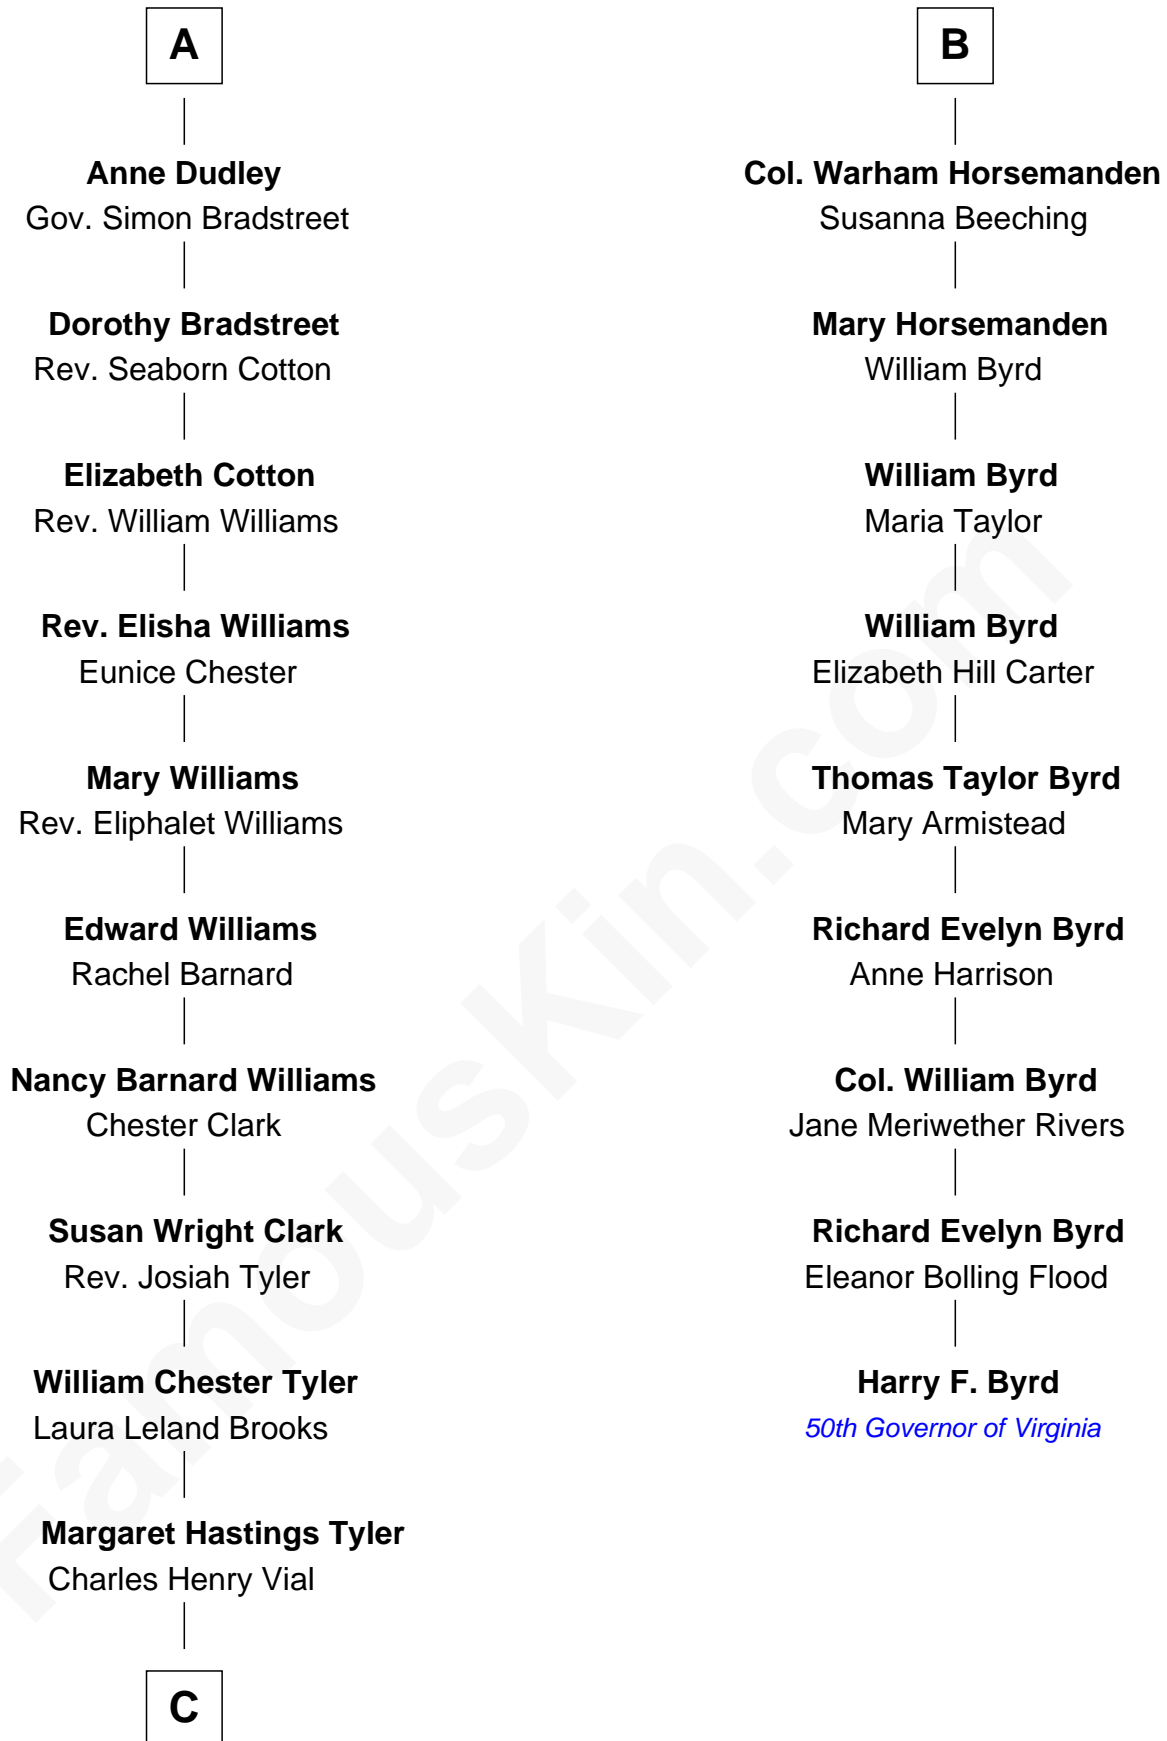 A
Anne Dudley
Gov. Simon Bradstreet
Dorothy Bradstreet
Rev. Seaborn Cotton
Elizabeth Cotton
Rev. William Williams
Rev. Elisha Williams
Eunice Chester
Mary Williams
Rev. Eliphalet Williams
Edward Williams
Rachel Barnard
Nancy Barnard Williams
Chester Clark
Susan Wright Clark
Rev. Josiah Tyler
William Chester Tyler
Laura Leland Brooks
Margaret Hastings Tyler
Charles Henry Vial
C
B
Col. Warham Horsemanden
Susanna Beeching
Mary Horsemanden
William Byrd
William Byrd
Maria Taylor
William Byrd
Elizabeth Hill Carter
Thomas Taylor Byrd
Mary Armistead
Richard Evelyn Byrd
Anne Harrison
Col. William Byrd
Jane Meriwether Rivers
Richard Evelyn Byrd
Eleanor Bolling Flood
Harry F. Byrd
50th Governor of Virginia
FamousKin.com